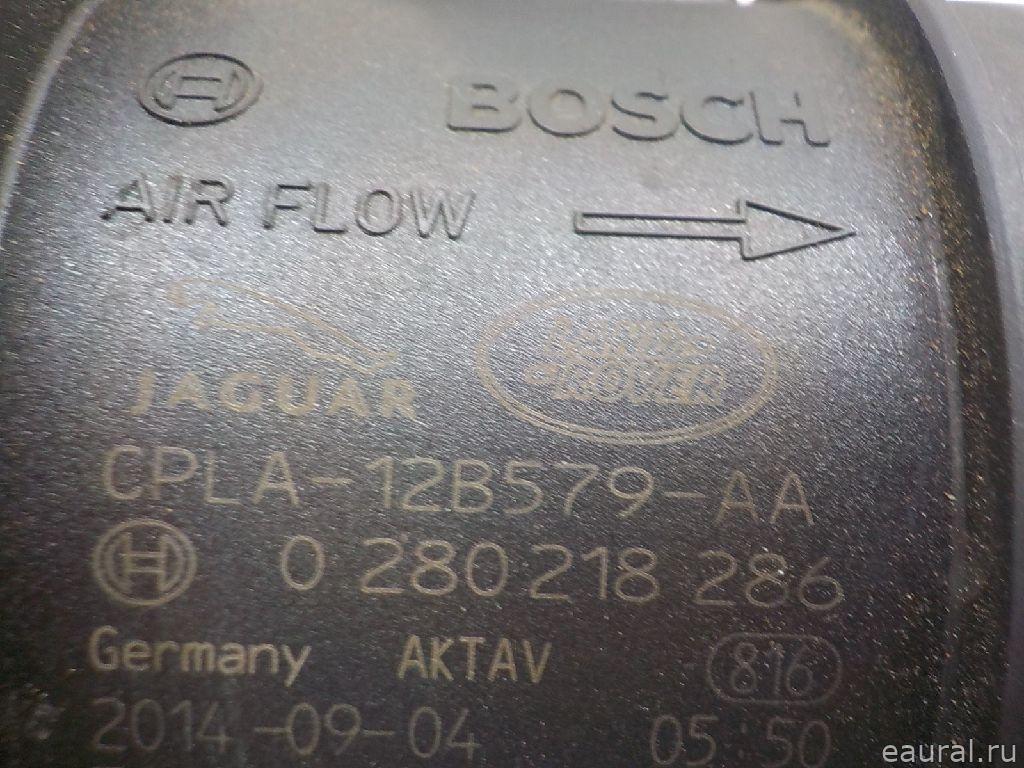 BOSCH
AIR FLOW
JAGUAR
LAND
ROVER
CPLA-12B579-AA
0 280 218 286
Germany AKTAV 816
2014-09-04 05:50
eaural.ru